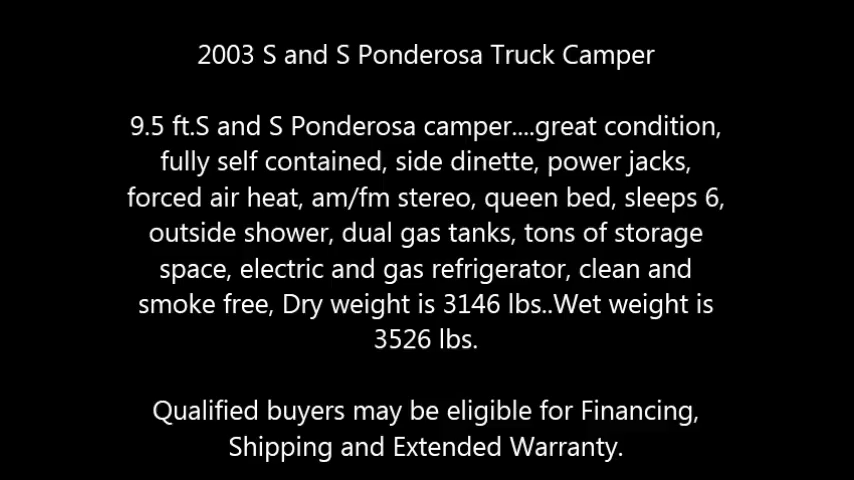 2003 S and S Ponderosa Truck Camper
9.5 ft.S and S Ponderosa camper....great condition,
fully self contained, side dinette, power jacks,
forced air heat, am/fm stereo, queen bed, sleeps 6,
outside shower, dual gas tanks, tons of storage
space, electric and gas refrigerator, clean and
smoke free, Dry weight is 3146 lbs..Wet weight is
3526 lbs.
Qualified buyers may be eligible for Financing,
Shipping and Extended Warranty.